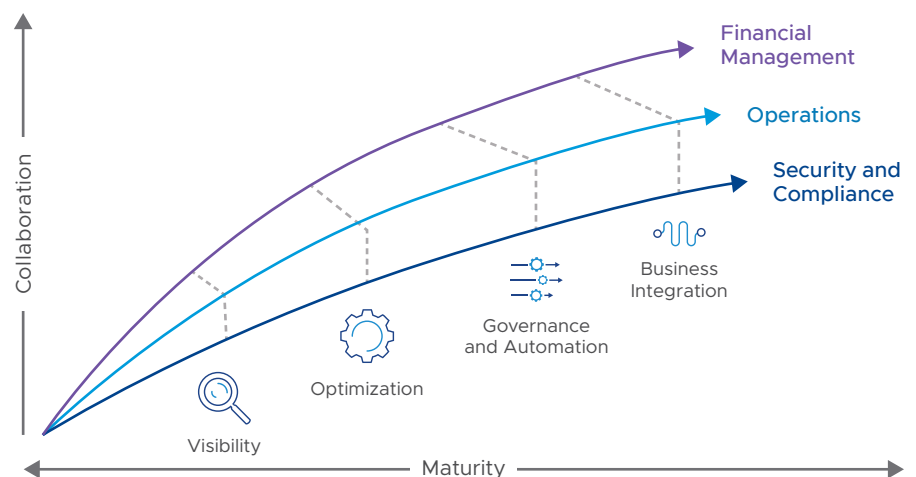 Financial
Management
Operations
Security and
Compliance
Collaboration
Business
Integration
Governance
and Automation
Optimization
Visibility
Maturity